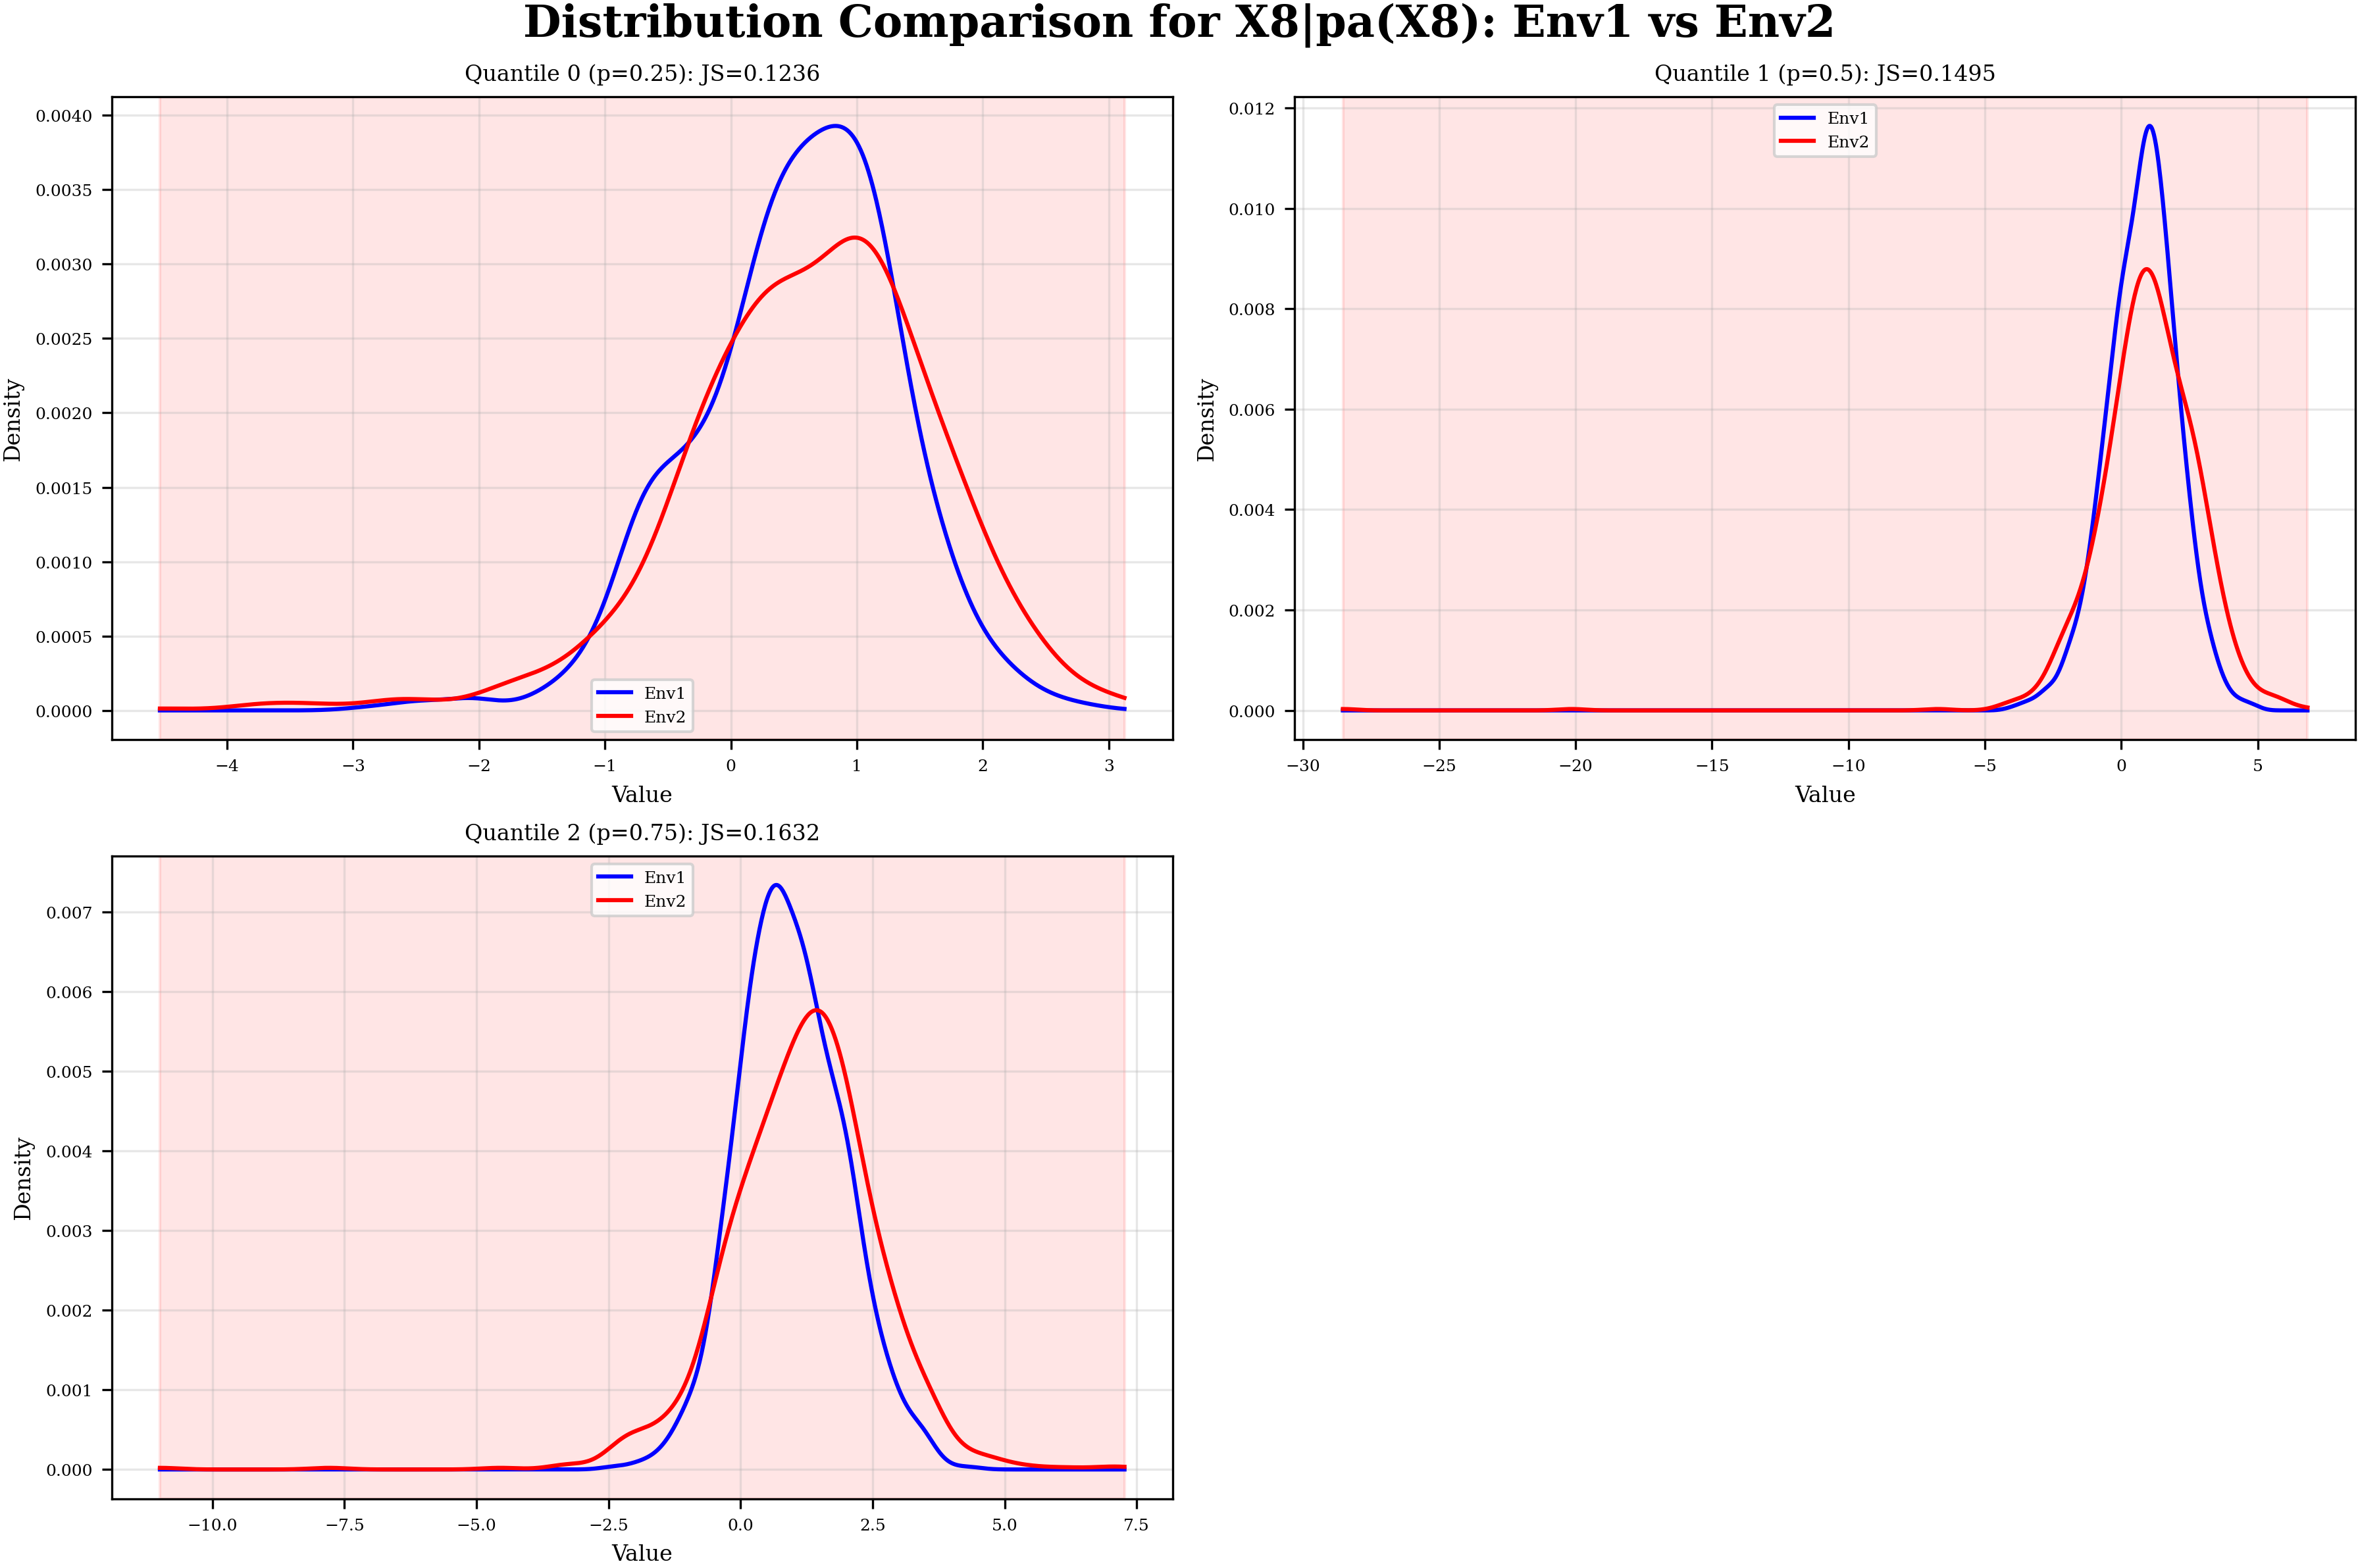 Distribution Comparison for X8|pa(X8): Env1 vs Env2
Quantile 0 (p=0.25): JS=0.1236
Density
0.0040
0.0035
0.0030
0.0025
0.0020
0.0015
0.0010
0.0005
0.0000
Env1
Env2
−4 −3 −2 −1 0 1 2 3
Value
Quantile 1 (p=0.5): JS=0.1495
Density
0.012
0.010
0.008
0.006
0.004
0.002
0.000
Env1
Env2
−30 −25 −20 −15 −10 −5 0 5
Value
Quantile 2 (p=0.75): JS=0.1632
Density
0.007
0.006
0.005
0.004
0.003
0.002
0.001
0.000
Env1
Env2
−10.0 −7.5 −5.0 −2.5 0.0 2.5 5.0 7.5
Value